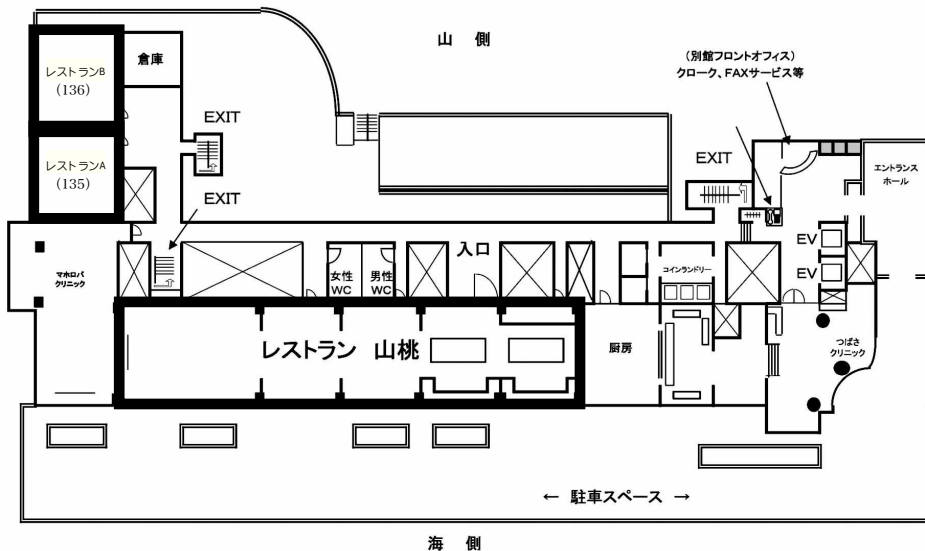 山 側
(別館フロントオフィス)
クローク、FAXサービス等
倉庫
レストランB
(136)
EXIT
レストランA
(135)
EXIT
EXIT
エントランス
ホール
マホロバ
クリニック
女性
WC
男性
WC
入口
コインランドリー
EV
EV
レストラン 山桃
厨房
つばさ
クリニック
← 駐車スペース →
海 側